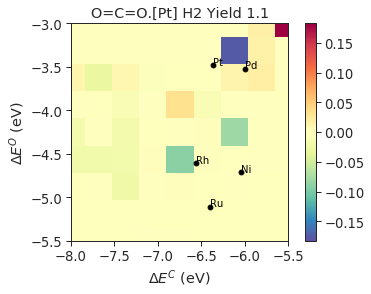 O=C=O.[Pt] H2 Yield 1.1
−3.0
−3.5
−4.0
−4.5
−5.0
−5.5
ΔE^O (eV)
Pt
Pd
Rh
Ni
Ru
−8.0 −7.5 −7.0 −6.5 −6.0 −5.5
ΔE^C (eV)
0.15
0.10
0.05
0.00
−0.05
−0.10
−0.15